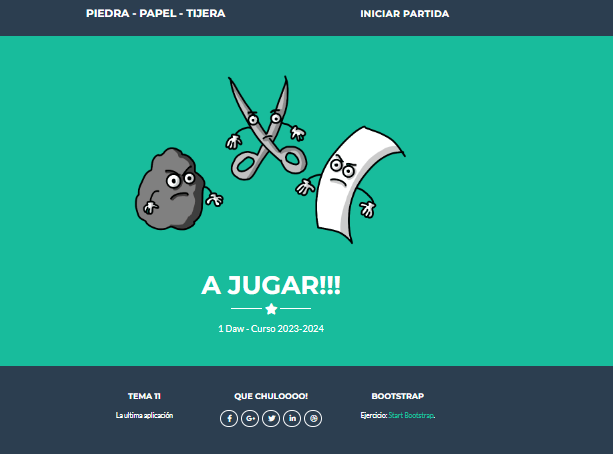 PIEDRA - PAPEL - TIJERA
INICIAR PARTIDA
A JUGAR!!!
1 Daw - Curso 2023-2024
TEMA 11
La ultima aplicación
QUE CHULOOOO!
BOOTSTRAP
Ejercicio: Start Bootstrap.